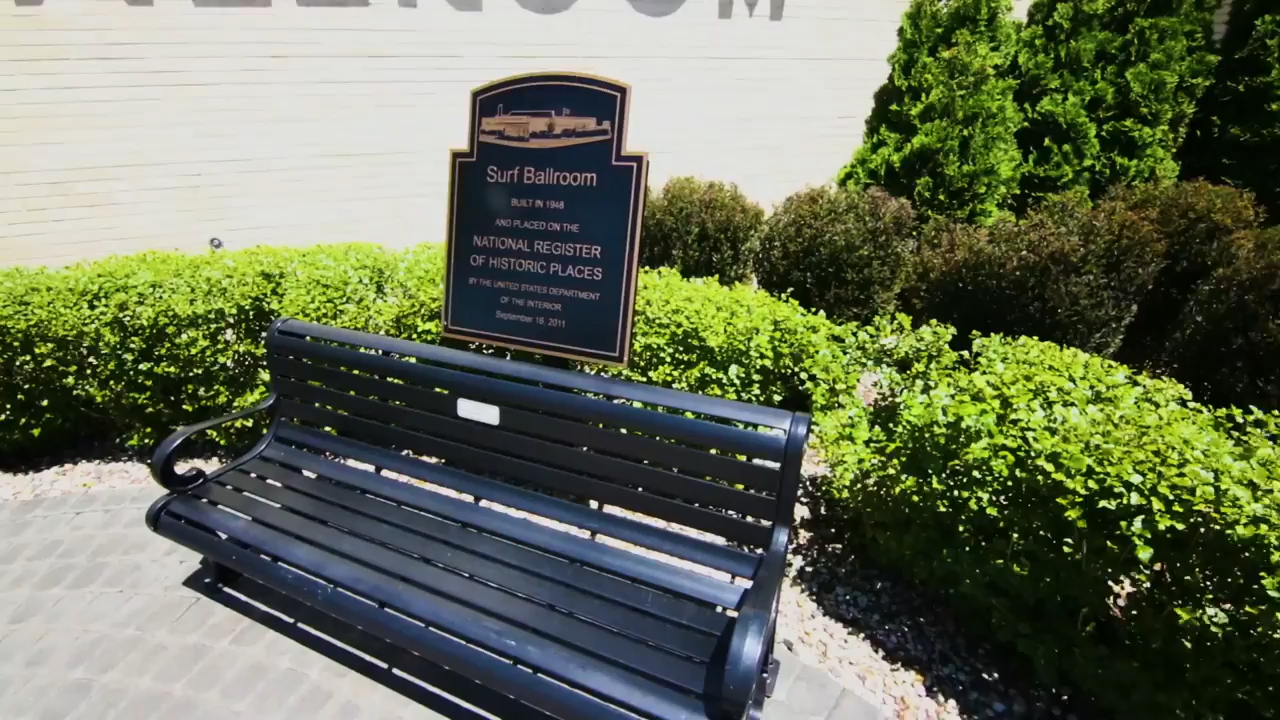 Surf Ballroom
BUILT IN 1948
AND PLACED ON THE
NATIONAL REGISTER
OF HISTORIC PLACES
BY THE UNITED STATES DEPARTMENT
OF THE INTERIOR
September 16, 2011